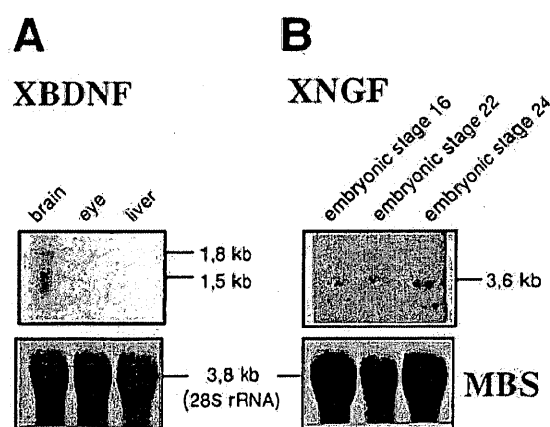 A
XBDNF
brain
eye
liver
1,8 kb
1,5 kb
B
XNGF
embryonic stage 16
embryonic stage 22
embryonic stage 24
3,6 kb
3,8 kb
(28S rRNA)
MBS